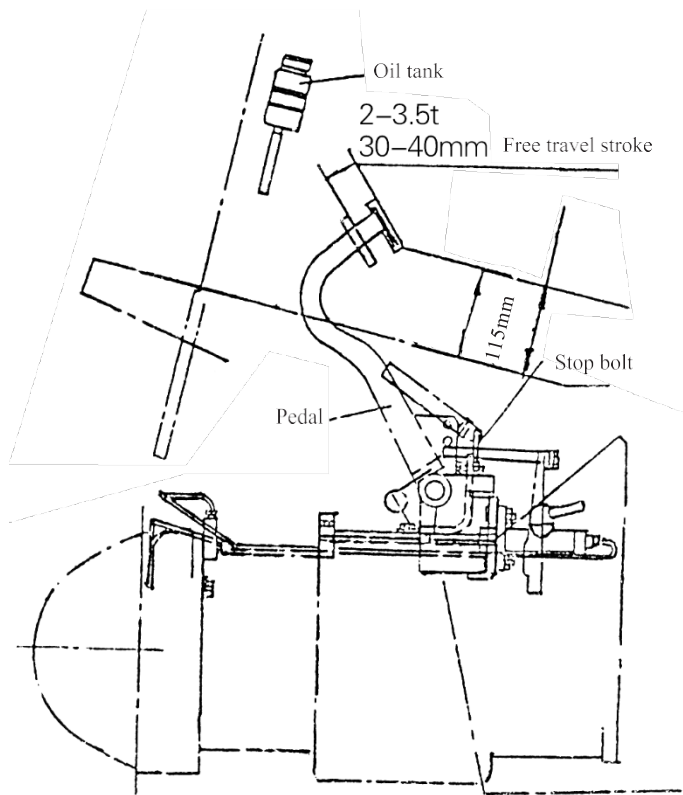 Oil tank
2–3.5t
30–40mm Free travel stroke
115mm
Stop bolt
Pedal